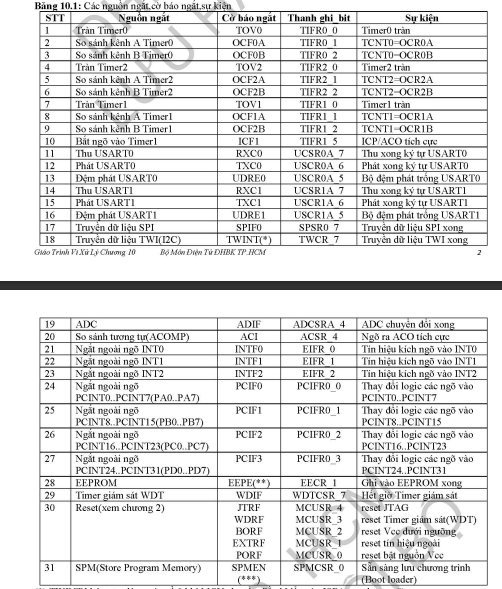 Bảng 10.1: Các nguồn ngắt,cờ báo ngắt,sự kiện
STT Nguồn ngắt Cờ báo ngắt Thanh ghi_bit Sự kiện
1 Tràn Timer0 TOV0 TIFR0_0 Timer0 tràn
2 So sánh kênh A Timer0 OCF0A TIFR0_1 TCNT0=OCR0A
3 So sánh kênh B Timer0 OCF0B TIFR0_2 TCNT0=OCR0B
4 Tràn Timer2 TOV2 TIFR2_0 Timer2 tràn
5 So sánh kênh A Timer2 OCF2A TIFR2_1 TCNT2=OCR2A
6 So sánh kênh B Timer2 OCF2B TIFR2_2 TCNT2=OCR2B
7 Tràn Timer1 TOV1 TIFR1_0 Timer1 tràn
8 So sánh kênh A Timer1 OCF1A TIFR1_1 TCNT1=OCR1A
9 So sánh kênh B Timer1 OCF2B TIFR1_2 TCNT1=OCR1B
10 Bắt ngõ vào Timer1 ICF1 TIFR1_5 ICP/ACO tích cực
11 Thu USART0 RXC0 UCSR0A_7 Thu xong ký tự USART0
12 Phát USART0 TXC0 USCR0A_6 Phát xong ký tự USART0
13 Đệm phát USART0 UDRE0 USCR0A_5 Bộ đệm phát trống USART0
14 Thu USART1 RXC1 UCSR1A_7 Thu xong ký tự USART1
15 Phát USART1 TXC1 USCR1A_6 Phát xong ký tự USART1
16 Đệm phát USART1 UDRE1 USCR1A_5 Bộ đệm phát trống USART1
17 Truyền dữ liệu SPI SPIF0 SPSR0_7 Truyền dữ liệu SPI xong
18 Truyền dữ liệu TWI(I2C) TWINT(*) TWCR_7 Truyền dữ liệu TWI xong
Giáo Trình Vi Xử Lý Chương 10 Bộ Môn Điện Tử ĐHBK TP.HCM 2
19 ADC ADIF ADCSRA_4 ADC chuyển đổi xong
20 So sánh tương tự(ACOMP) ACI ACSR_4 Ngõ ra ACO tích cực
21 Ngắt ngoài ngõ INT0 INTF0 EIFR_0 Tín hiệu kích ngõ vào INT0
22 Ngắt ngoài ngõ INT1 INTF1 EIFR_1 Tín hiệu kích ngõ vào INT1
23 Ngắt ngoài ngõ INT2 INTF2 EIFR_2 Tín hiệu kích ngõ vào INT2
24 Ngắt ngoài ngõ PCIF0 PCIFR0_0 Thay đổi logic các ngõ vào
PCINT0..PCINT7(PA0..PA7) PCINT0..PCINT7
25 Ngắt ngoài ngõ PCIF1 PCIFR0_1 Thay đổi logic các ngõ vào
PCINT8..PCINT15(PB0..PB7) PCINT8..PCINT15
26 Ngắt ngoài ngõ PCIF2 PCIFR0_2 Thay đổi logic các ngõ vào
PCINT16..PCINT23(PC0..PC7) PCINT16..PCINT23
27 Ngắt ngoài ngõ PCIF3 PCIFR0_3 Thay đổi logic các ngõ vào
PCINT24..PCINT31(PD0..PD7) PCINT24..PCINT31
28 EEPROM EEPE(**) EECR_1 Ghi vào EEPROM xong
29 Timer giám sát WDT WDIF WDTCSR_7 Hết giờ Timer giám sát
30 Reset(xem chương 2) JTRF MCUSR_4 reset JTAG
WDRF MCUSR_3 reset Timer giám sát(WDT)
BORF MCUSR_2 reset Vcc dưới ngưỡng
EXTRF MCUSR_1 reset tín hiệu ngoài
PORF MCUSR_0 reset bật nguồn Vcc
31 SPM(Store Program Memory) SPMEN SPMCSR_0 Sẵn sàng lưu chương trình
(***) (Boot loader)